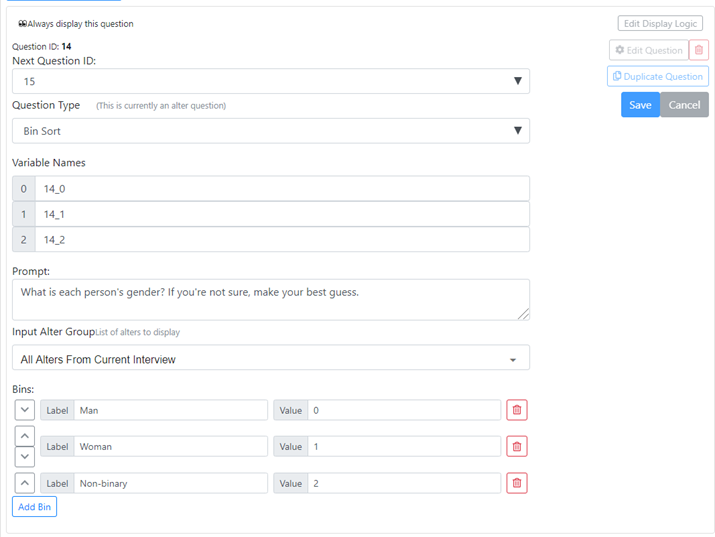 Always display this question
Edit Display Logic
Question ID: 14
Edit Question
Next Question ID:
15
Duplicate Question
Question Type (This is currently an alter question)
Save Cancel
Bin Sort
Variable Names
0 14_0
1 14_1
2 14_2
Prompt:
What is each person's gender? If you're not sure, make your best guess.
Input Alter GroupList of alters to display
All Alters From Current Interview
Bins:
Label Man Value 0
Label Woman Value 1
Label Non-binary Value 2
Add Bin